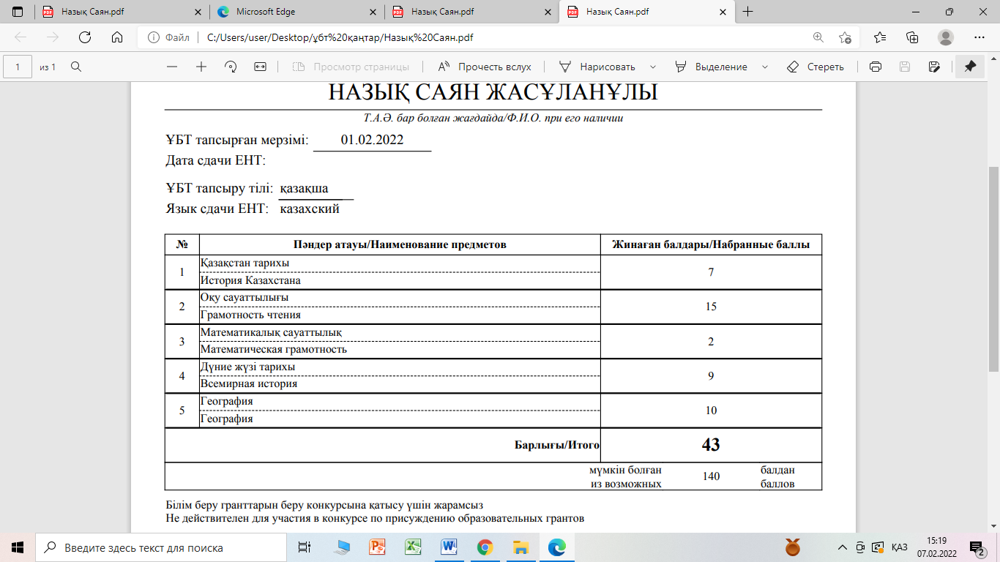 Назық Саян.pdf
Microsoft Edge
Назық Саян.pdf
Назық Саян.pdf
Файл
C:/Users/user/Desktop/ұбт%20қаңтар/Назық%20Саян.pdf
1
из 1
Просмотр страницы
Прочесть вслух
Нарисовать
Выделение
Стереть
НАЗЫҚ САЯН ЖАСҰЛАНҰЛЫ
Т.А.Ә. бар болған жағдайда/Ф.И.О. при его наличии
ҰБТ тапсырған мерзімі: 01.02.2022
Дата сдачи ЕНТ:
ҰБТ тапсыру тілі: қазақша
Язык сдачи ЕНТ: казахский
№ Пәндер атауы/Наименование предметов Жинаған балдары/Набранные баллы
1 Қазақстан тарихы 7
История Казахстана
2 Оқу сауаттылығы 15
Грамотность чтения
3 Математикалық сауаттылық 2
Математическая грамотность
4 Дүние жүзі тарихы 9
Всемирная история
5 География 10
География
Барлығы/Итого 43
мүмкін болған 140 балдан
из возможных баллов
Білім беру гранттарын беру конкурсына қатысу үшін жарамсыз
Не действителен для участия в конкурсе по присуждению образовательных грантов
Введите здесь текст для поиска
ҚАЗ
15:19
07.02.2022
2